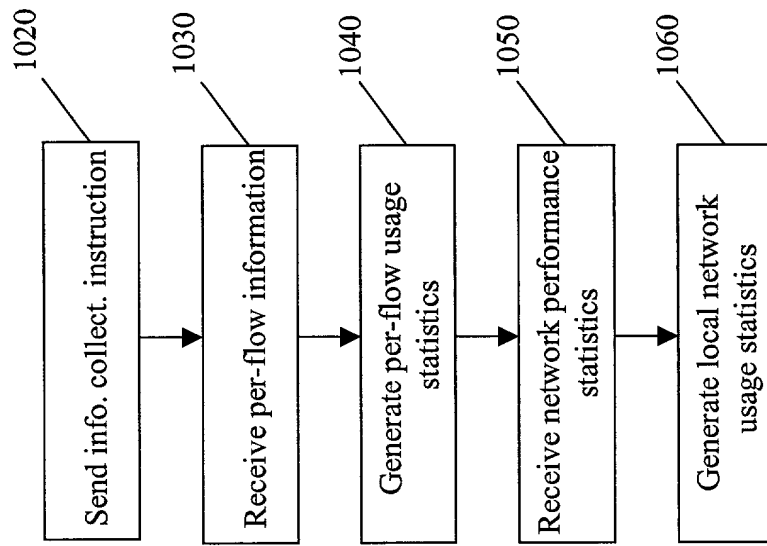 1020
Send info. collect. instruction
1030
Receive per-flow information
1040
Generate per-flow usage
statistics
1050
Receive network performance
statistics
1060
Generate local network
usage statistics